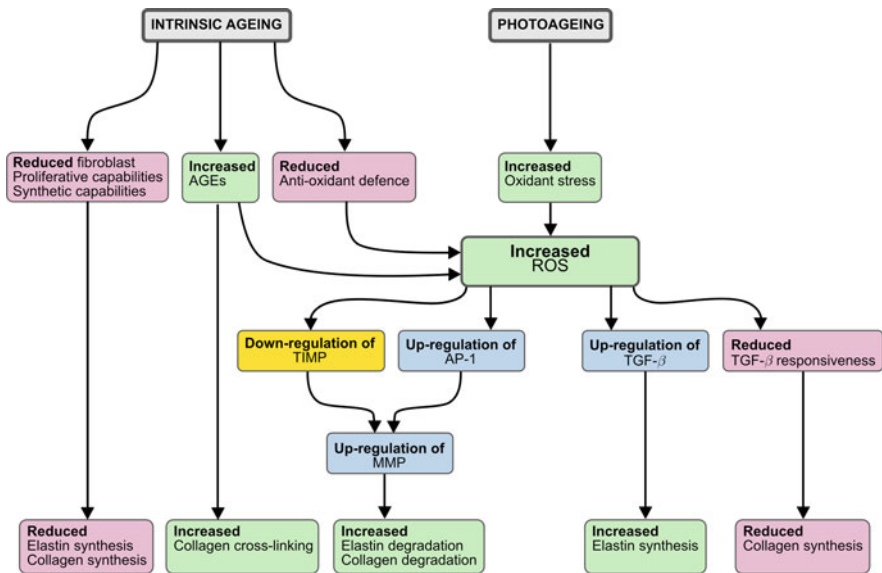 INTRINSIC AGEING
PHOTOAGEING
Reduced fibroblast
Proliferative capabilities
Synthetic capabilities
Increased
AGEs
Reduced
Anti-oxidant defence
Increased
Oxidant stress
Increased
ROS
Down-regulation of
TIMP
Up-regulation of
AP-1
Up-regulation of
TGF-β
Reduced
TGF-β responsiveness
Up-regulation of
MMP
Reduced
Elastin synthesis
Collagen synthesis
Increased
Collagen cross-linking
Increased
Elastin degradation
Collagen degradation
Increased
Elastin synthesis
Reduced
Collagen synthesis